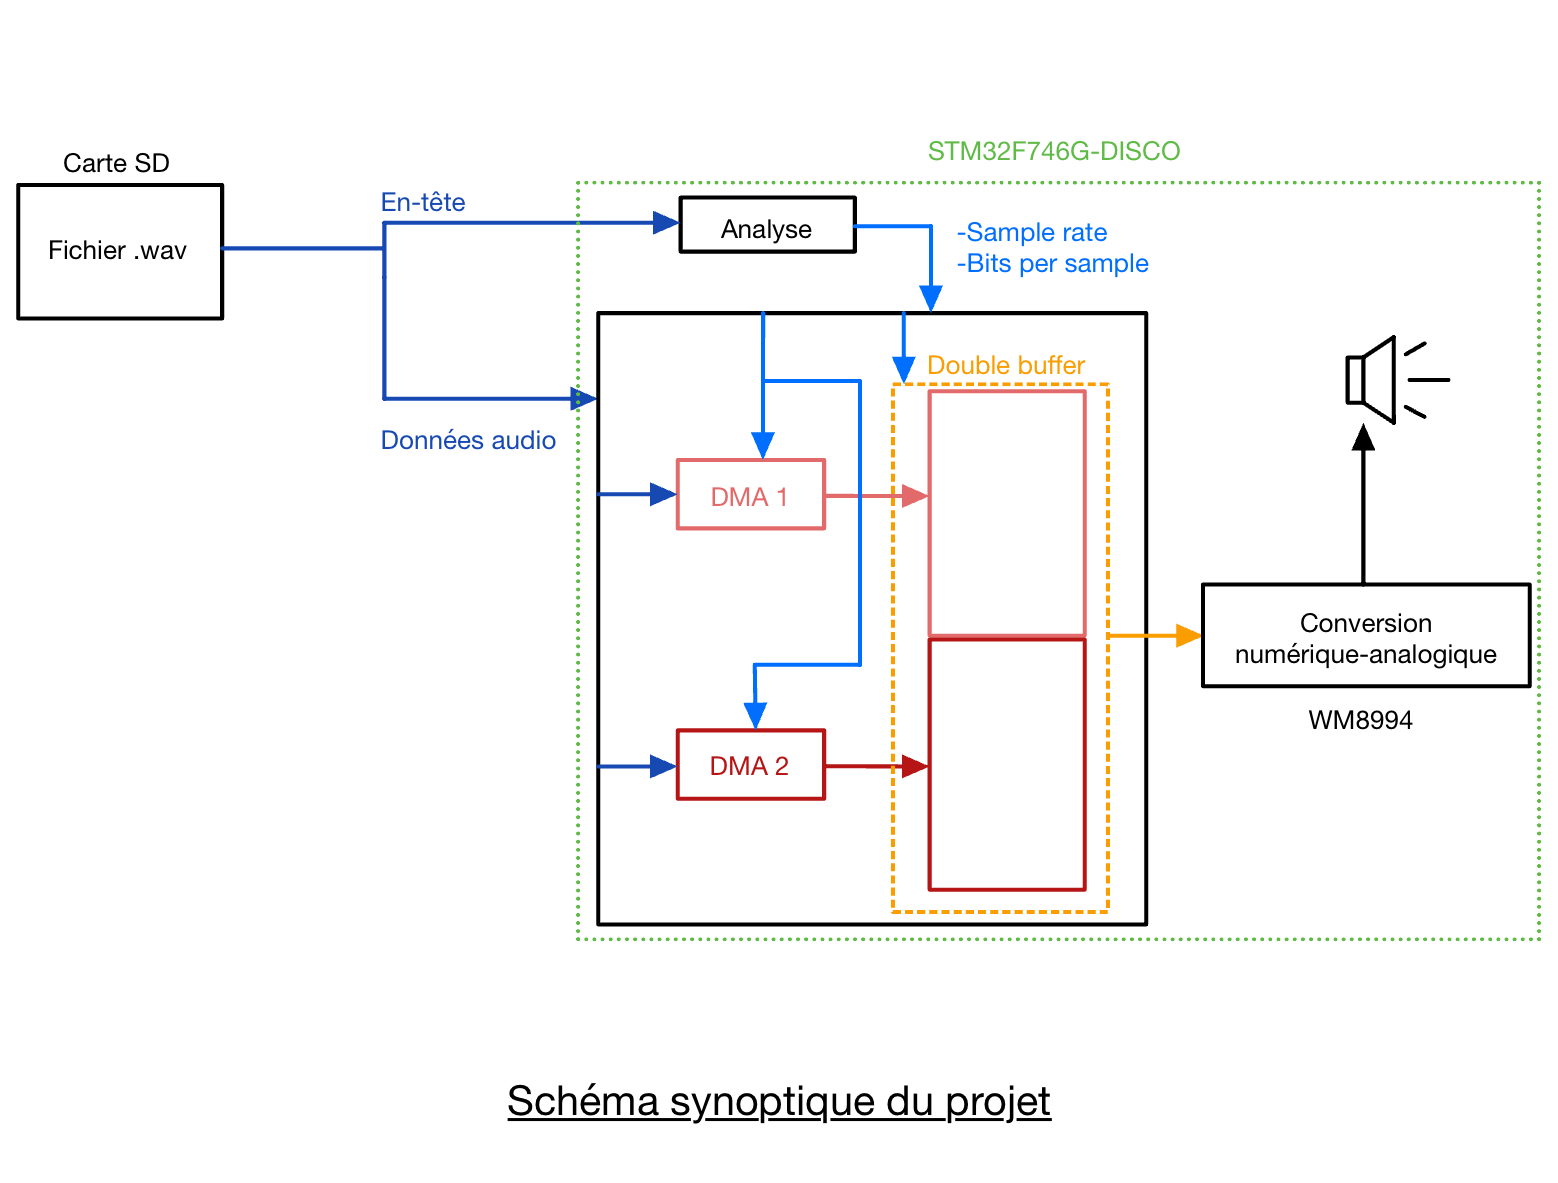 STM32F746G-DISCO
Carte SD
Fichier .wav
En-tête
Analyse
-Sample rate
-Bits per sample
Données audio
Double buffer
DMA 1
DMA 2
Conversion
numérique-analogique
WM8994
Schéma synoptique du projet